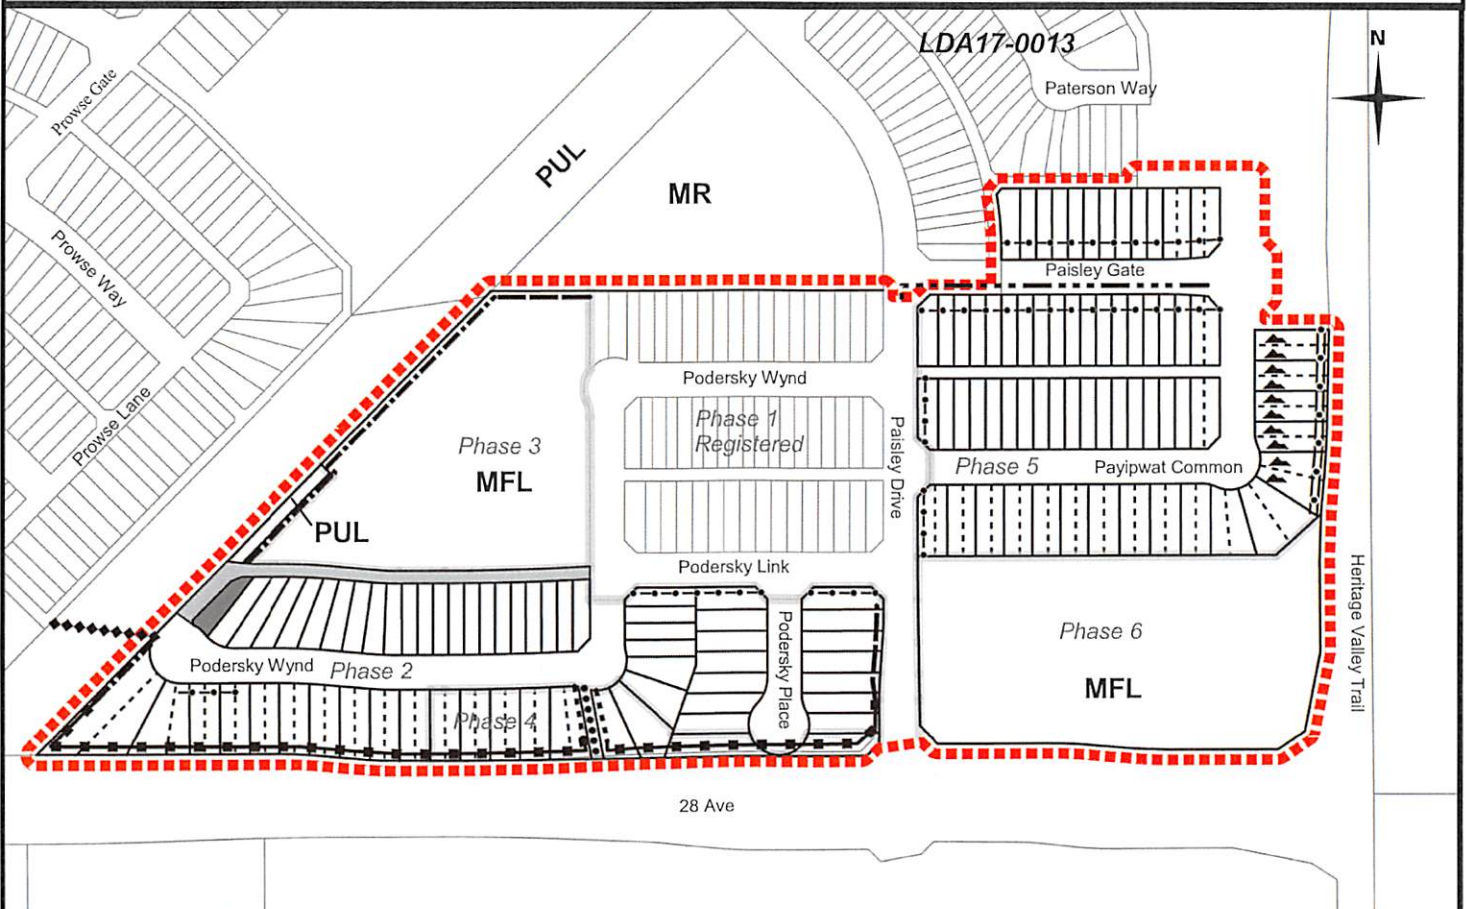 LDA17-0013
N
Paterson Way
Prowse Gate
PUL
MR
Prowse Way
Paisley Gate
Prowse Lane
Podersky Wynd
Phase 1
Registered
Paisley Drive
Phase 3
MFL
Phase 5
Payipwat Common
PUL
Podersky Link
Heritage Valley Trail
Podersky Place
Phase 6
MFL
Podersky Wynd
Phase 2
Phase 4
28 Ave